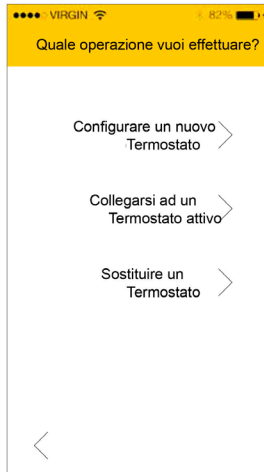 VIRGIN 82%
Quale operazione vuoi effettuare?
Configurare un nuovo
Termostato
Collegarsi ad un
Termostato attivo
Sostituire un
Termostato